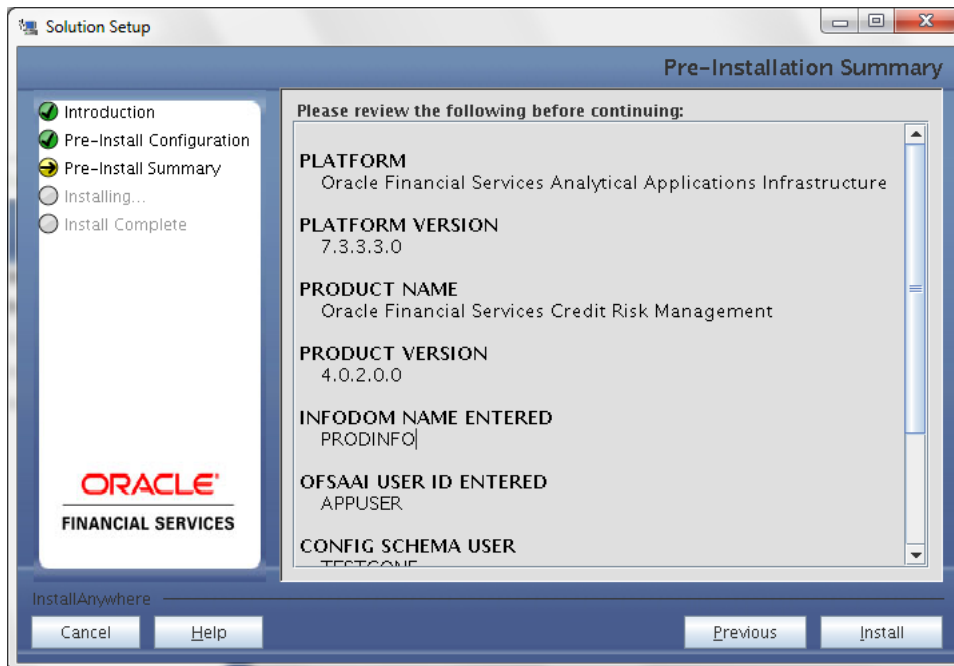 Solution Setup
Pre-Installation Summary
Introduction
Pre-Install Configuration
Pre-Install Summary
Installing...
Install Complete
ORACLE
FINANCIAL SERVICES
Please review the following before continuing:
PLATFORM
Oracle Financial Services Analytical Applications Infrastructure
PLATFORM VERSION
7.3.3.3.0
PRODUCT NAME
Oracle Financial Services Credit Risk Management
PRODUCT VERSION
4.0.2.0.0
INFODOM NAME ENTERED
PRODINFO
OFSAAI USER ID ENTERED
APPUSER
CONFIG SCHEMA USER
InstallAnywhere
Cancel
Help
Previous
Install